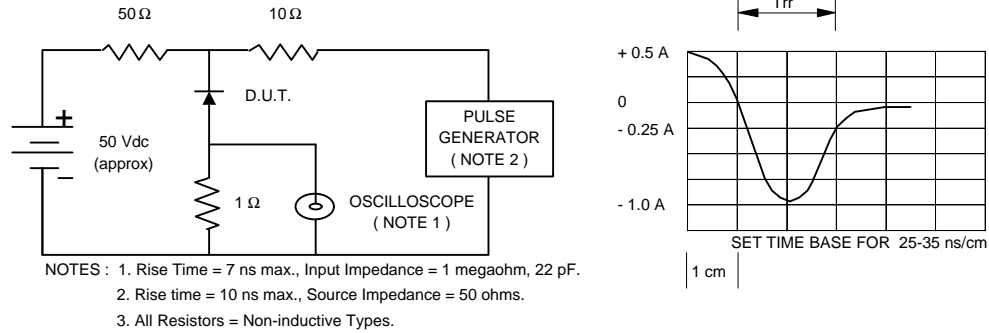 50 Ω
10 Ω
Trr
+ 0.5 A
D.U.T.
0
+
50 Vdc
(approx)
PULSE
GENERATOR
( NOTE 2 )
- 0.25 A
1 Ω
OSCILLOSCOPE
( NOTE 1 )
- 1.0 A
SET TIME BASE FOR 25-35 ns/cm
1 cm
NOTES : 1. Rise Time = 7 ns max., Input Impedance = 1 megaohm, 22 pF.
2. Rise time = 10 ns max., Source Impedance = 50 ohms.
3. All Resistors = Non-inductive Types.